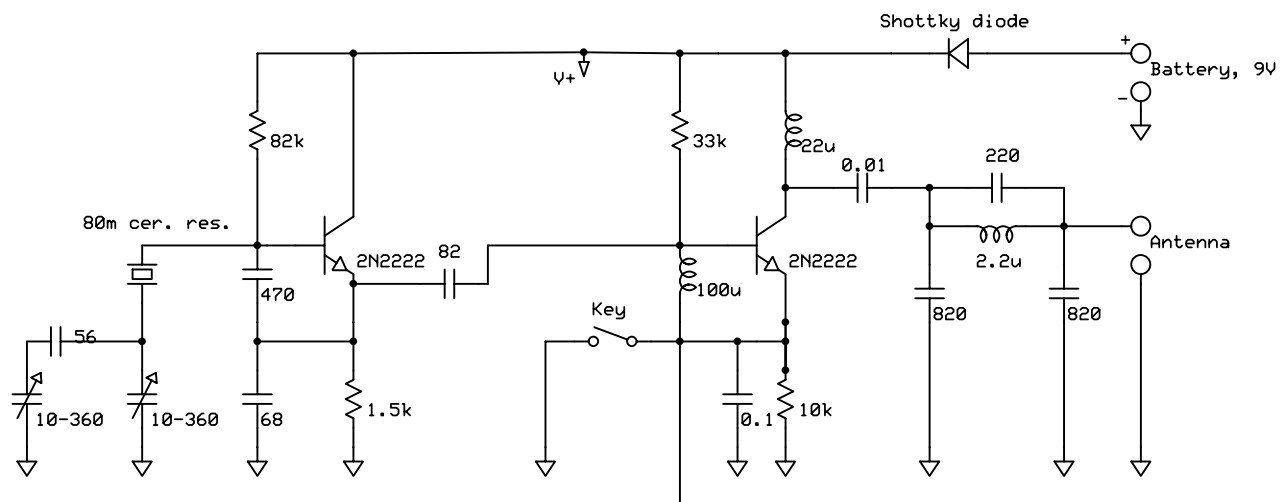 Shottky diode
+
V+
Battery, 9V
-
82k
33k
22u
0.01
220
80m cer. res.
2N2222
82
2N2222
Antenna
2.2u
470
100u
Key
820
820
56
10-360
10-360
68
1.5k
0.1
10k